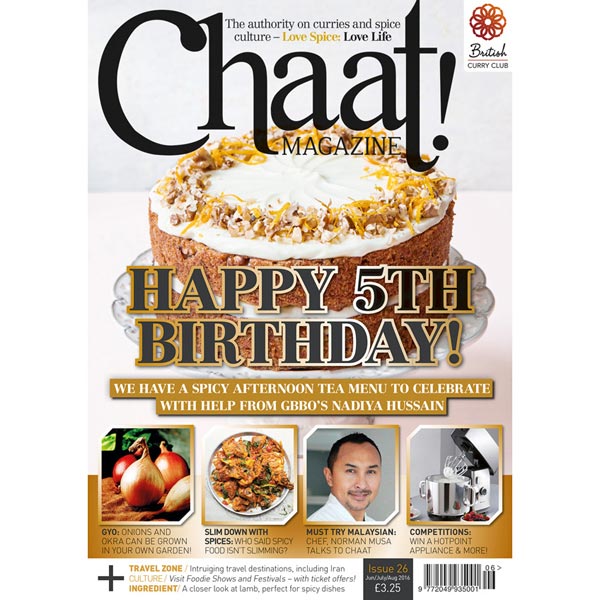 The authority on curries and spice
culture – Love Spice: Love Life
British
CURRY CLUB
Chaat!
MAGAZINE
HAPPY 5TH
BIRTHDAY!
WE HAVE A SPICY AFTERNOON TEA MENU TO CELEBRATE
WITH HELP FROM GBBO'S NADIYA HUSSAIN
GYO: ONIONS AND
OKRA CAN BE GROWN
IN YOUR OWN GARDEN!
SLIM DOWN WITH
SPICES: WHO SAID SPICY
FOOD ISN'T SLIMMING?
MUST TRY MALAYSIAN:
CHEF, NORMAN MUSA
TALKS TO CHAAT
COMPETITIONS:
WIN A HOTPOINT
APPLIANCE & MORE!
+
TRAVEL ZONE / Intruiging travel destinations, including Iran
CULTURE / Visit Foodie Shows and Festivals – with ticket offers!
INGREDIENT/ A closer look at lamb, perfect for spicy dishes
Issue 26
Jun/July/Aug 2016
£3.25
06>
9 772049 935001